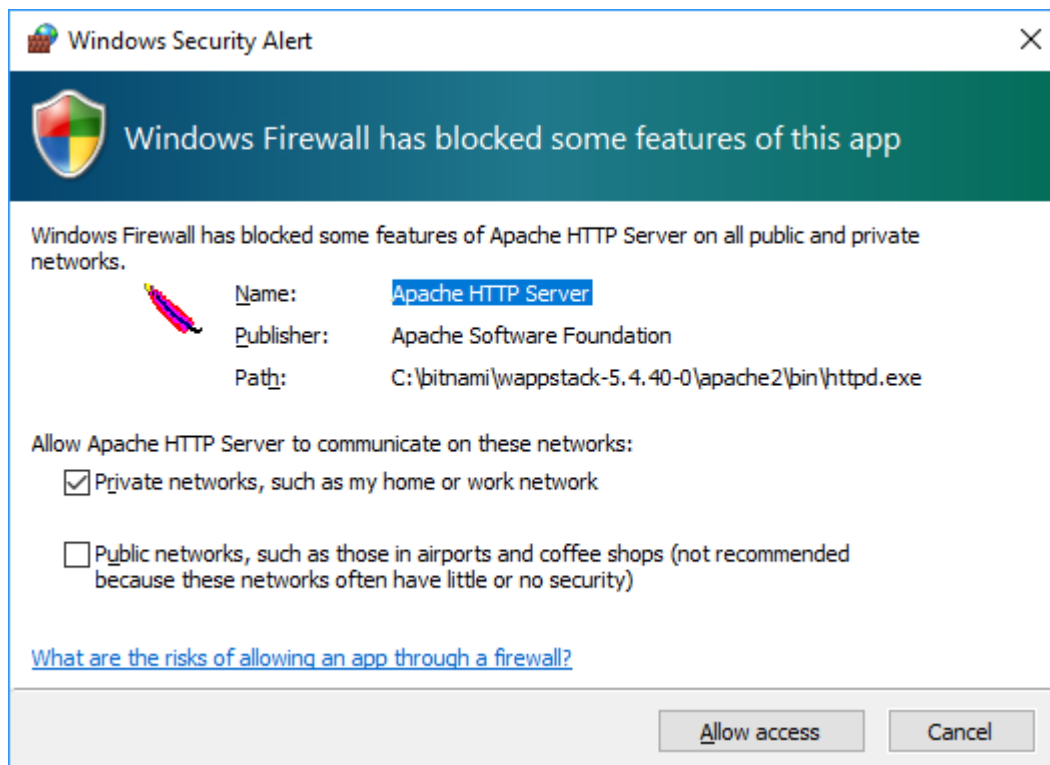 Windows Security Alert
Windows Firewall has blocked some features of this app
Windows Firewall has blocked some features of Apache HTTP Server on all public and private
networks.
Name: Apache HTTP Server
Publisher: Apache Software Foundation
Path: C:\bitnami\wappstack-5.4.40-0\apache2\bin\httpd.exe
Allow Apache HTTP Server to communicate on these networks:
Private networks, such as my home or work network
Public networks, such as those in airports and coffee shops (not recommended
because these networks often have little or no security)
What are the risks of allowing an app through a firewall?
Allow access Cancel